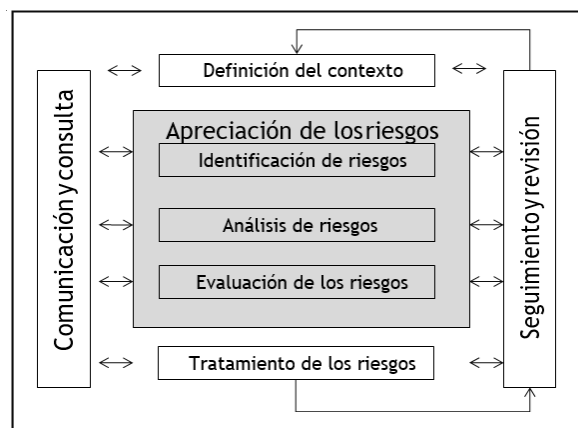 Definición del contexto
Comunicación y consulta
Apreciación de los riesgos
Identificación de riesgos
Análisis de riesgos
Evaluación de los riesgos
Tratamiento de los riesgos
Seguimiento y revisión